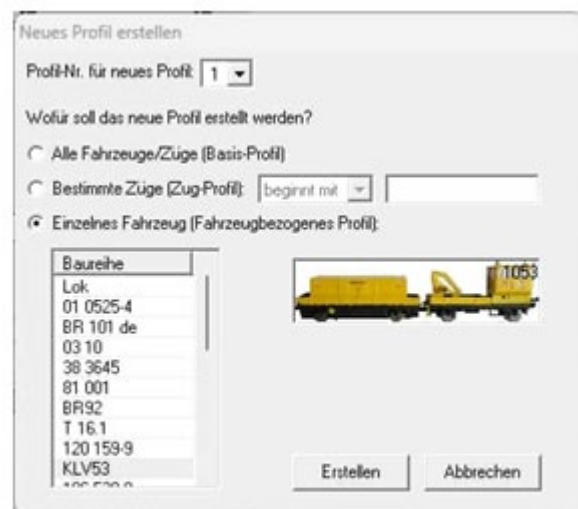 Neues Profil erstellen
Profil-Nr. für neues Profil: 1
Wofür soll das neue Profil erstellt werden?
Alle Fahrzeuge/Züge (Basis-Profil)
Bestimmte Züge (Zug-Profil): beginnt mit
Einzelnes Fahrzeug (Fahrzeugbezogenes Profil):
Baureihe
Lok
01 0525-4
BR 101 de
03 10
38 3645
81 001
BR92
T 16.1
120 159-9
KLV53
1053
Erstellen
Abbrechen